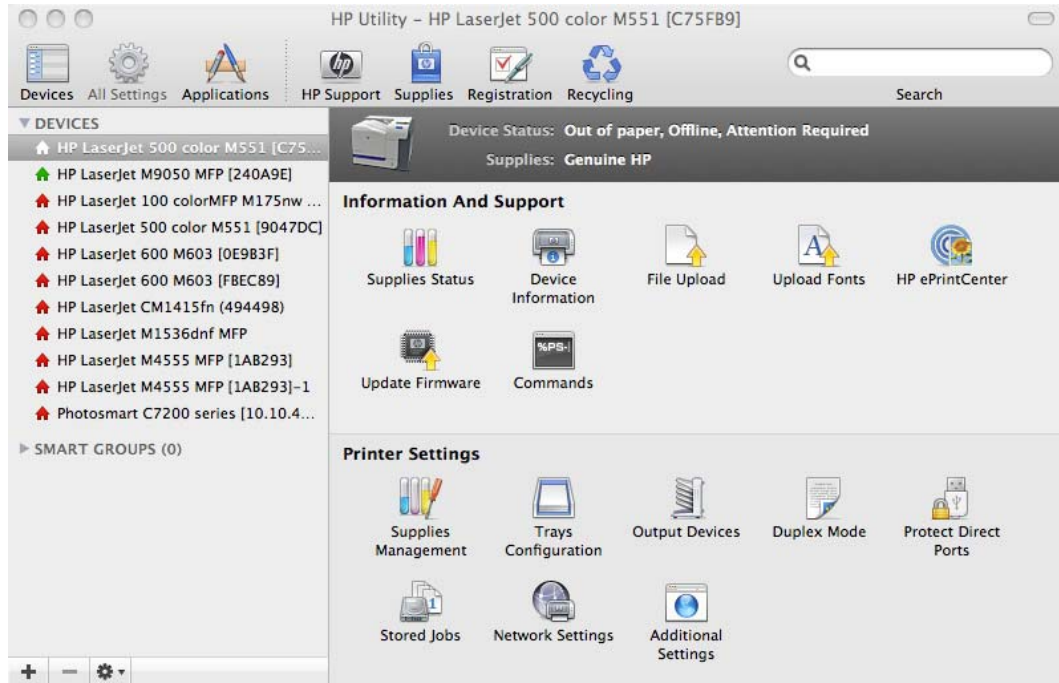 HP Utility – HP LaserJet 500 color M551 [C75FB9]
Devices All Settings Applications HP Support Supplies Registration Recycling Search
DEVICES
HP LaserJet 500 color M551 [C75...
HP LaserJet M9050 MFP [240A9E]
HP LaserJet 100 colorMFP M175nw ...
HP LaserJet 500 color M551 [9047DC]
HP LaserJet 600 M603 [0E9B3F]
HP LaserJet 600 M603 [FBEC89]
HP LaserJet CM1415fn (494498)
HP LaserJet M1536dnf MFP
HP LaserJet M4555 MFP [1AB293]
HP LaserJet M4555 MFP [1AB293]-1
Photosmart C7200 series [10.10.4...
SMART GROUPS (0)
Device Status: Out of paper, Offline, Attention Required
Supplies: Genuine HP
Information And Support
Supplies Status
Device
Information
File Upload
Upload Fonts
HP ePrintCenter
Update Firmware
%PS-
Commands
Printer Settings
Supplies
Management
Trays
Configuration
Output Devices
Duplex Mode
Protect Direct
Ports
1
Stored Jobs
Network Settings
Additional
Settings